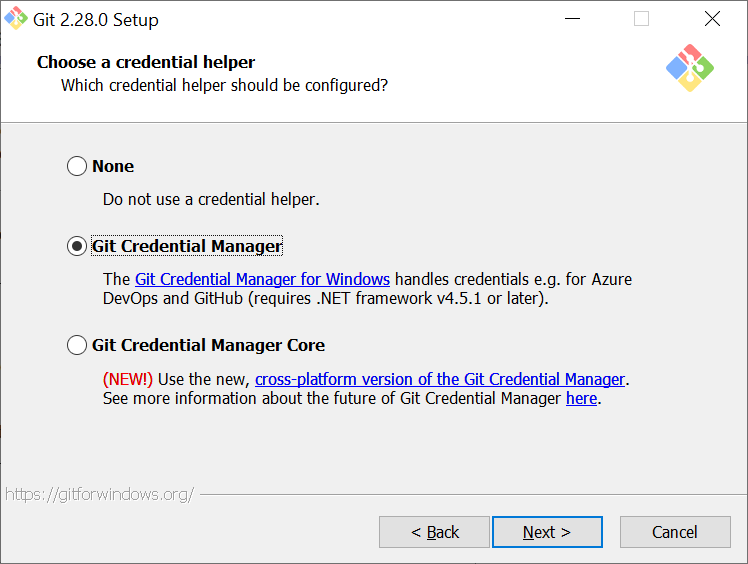 Git 2.28.0 Setup
Choose a credential helper
Which credential helper should be configured?
None
Do not use a credential helper.
Git Credential Manager
The Git Credential Manager for Windows handles credentials e.g. for Azure
DevOps and GitHub (requires .NET framework v4.5.1 or later).
Git Credential Manager Core
(NEW!) Use the new, cross-platform version of the Git Credential Manager.
See more information about the future of Git Credential Manager here.
https://gitforwindows.org/
< Back Next > Cancel